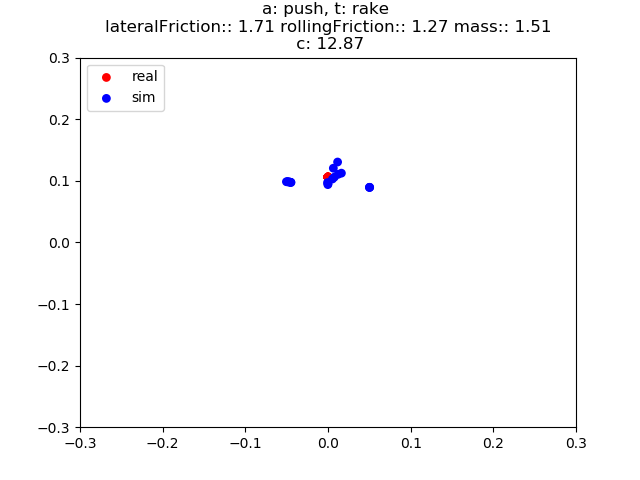 a: push, t: rake
lateralFriction:: 1.71 rollingFriction:: 1.27 mass:: 1.51
c: 12.87
real
sim
0.3
0.2
0.1
0.0
−0.1
−0.2
−0.3
−0.3 −0.2 −0.1 0.0 0.1 0.2 0.3